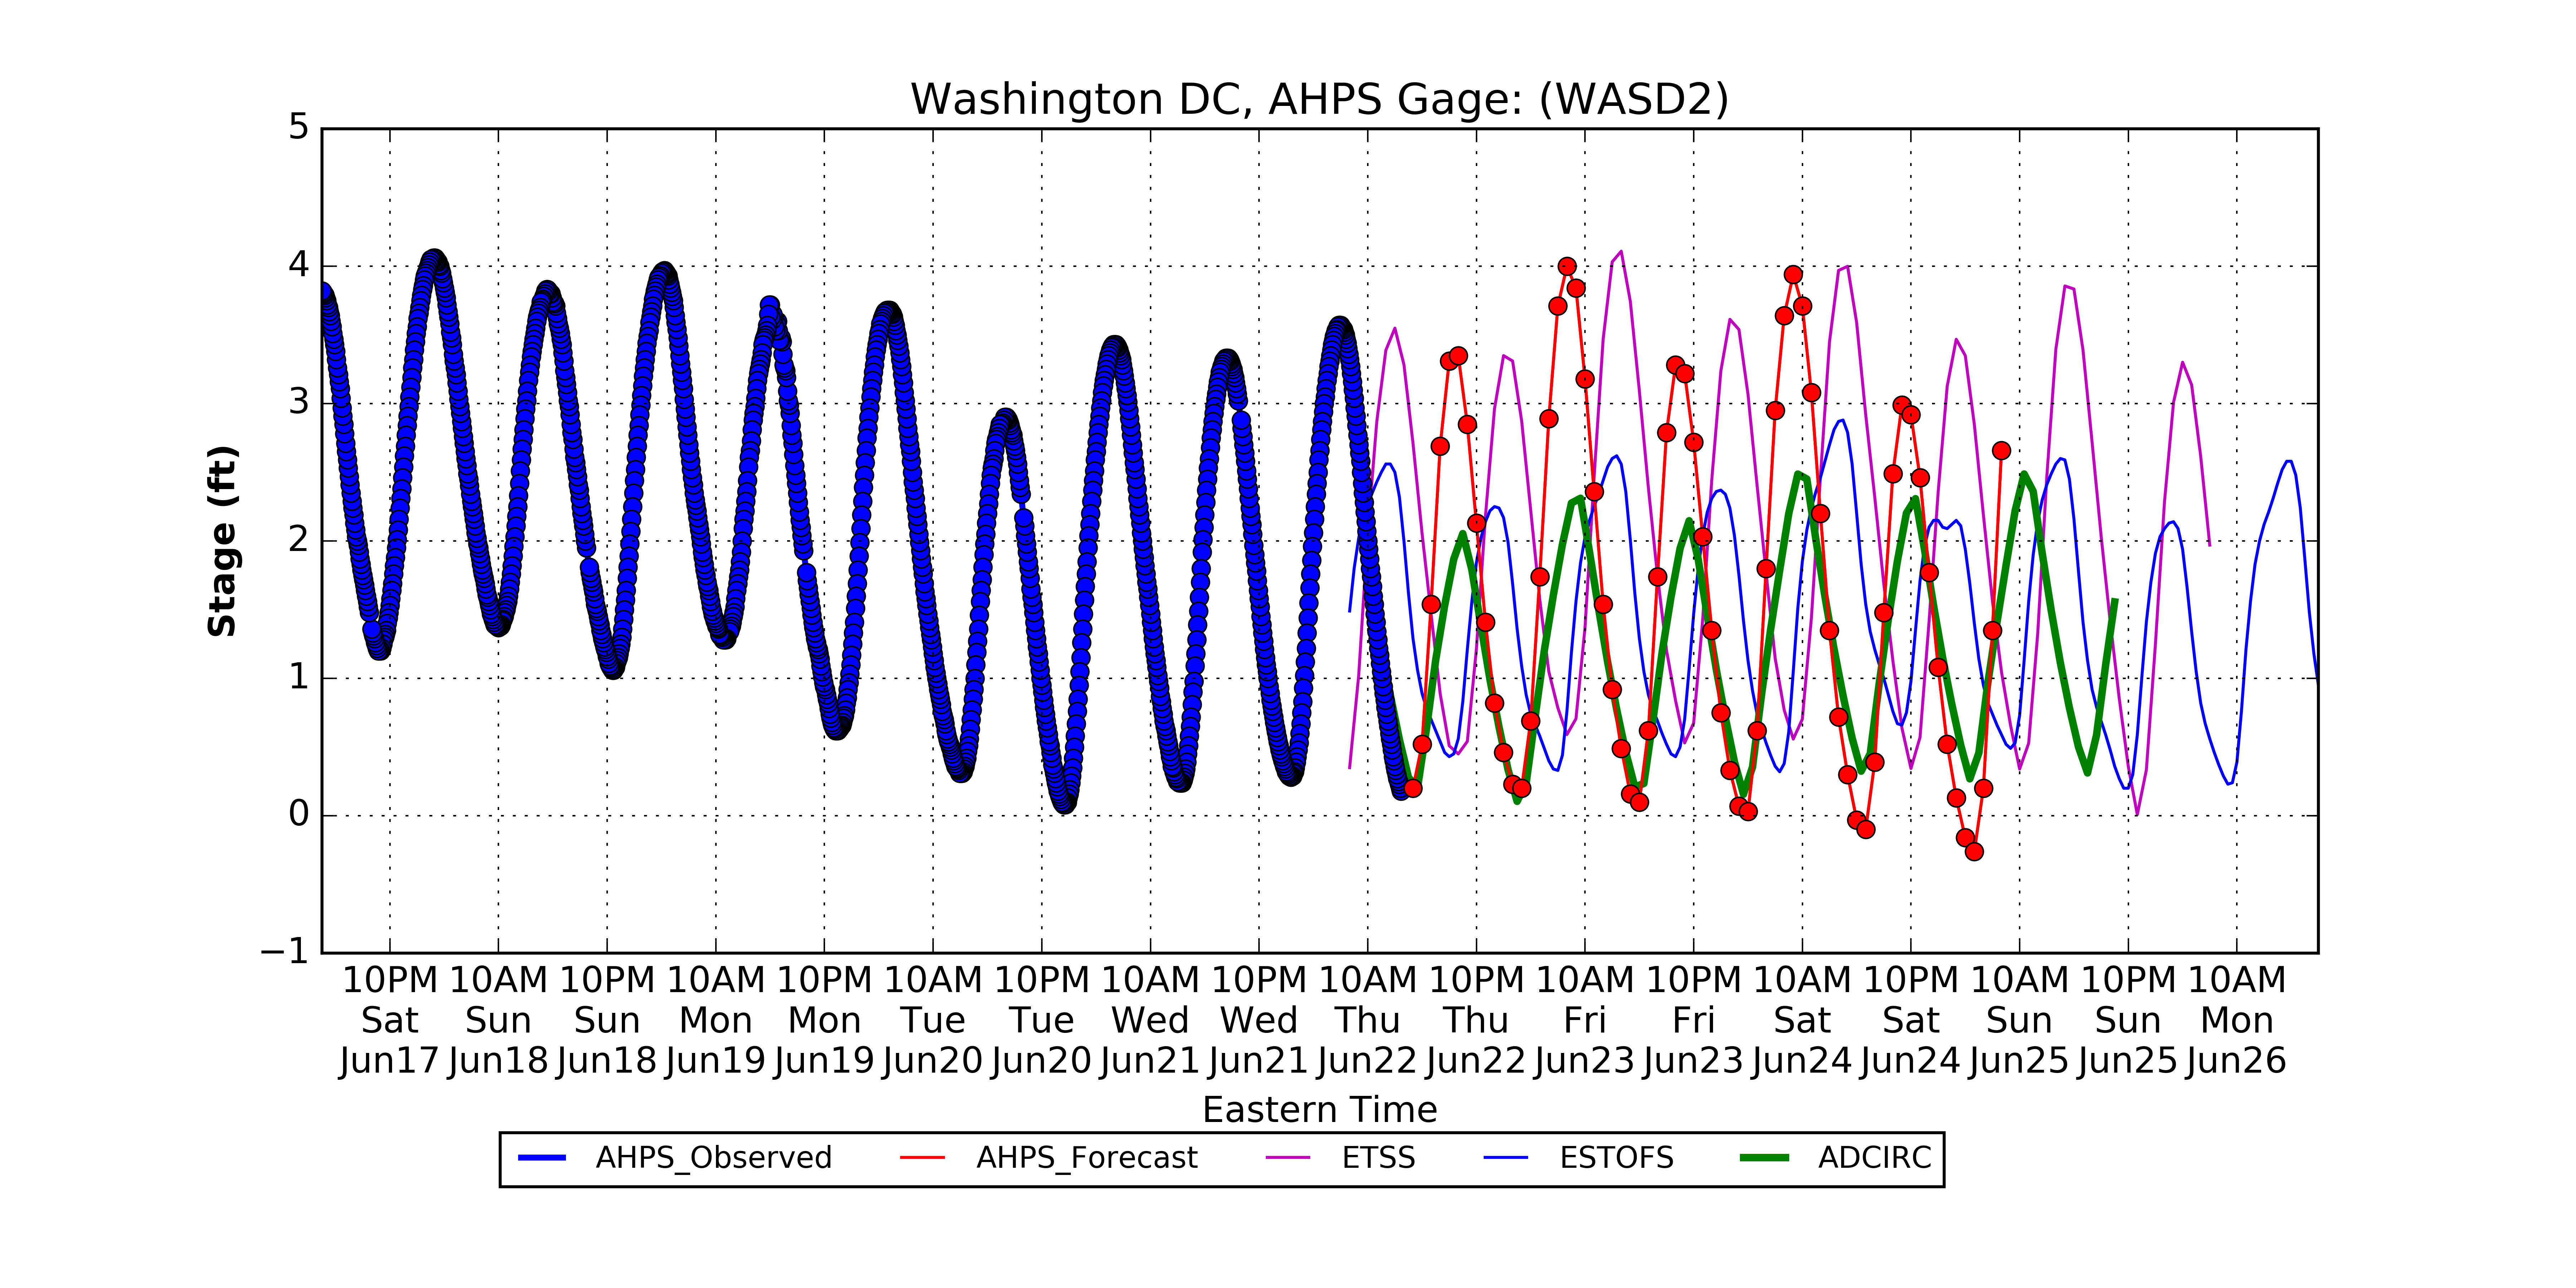 Washington DC, AHPS Gage: (WASD2)
5
4
3
2
1
0
−1
Stage (ft)
10PM 10AM 10PM 10AM 10PM 10AM 10PM 10AM 10PM 10AM 10PM 10AM 10PM 10AM 10PM 10AM 10PM 10AM
Sat Sun Sun Mon Mon Tue Tue Wed Wed Thu Thu Fri Fri Sat Sat Sun Sun Mon
Jun17 Jun18 Jun18 Jun19 Jun19 Jun20 Jun20 Jun21 Jun21 Jun22 Jun22 Jun23 Jun23 Jun24 Jun24 Jun25 Jun25 Jun26
Eastern Time
AHPS_Observed AHPS_Forecast ETSS ESTOFS ADCIRC